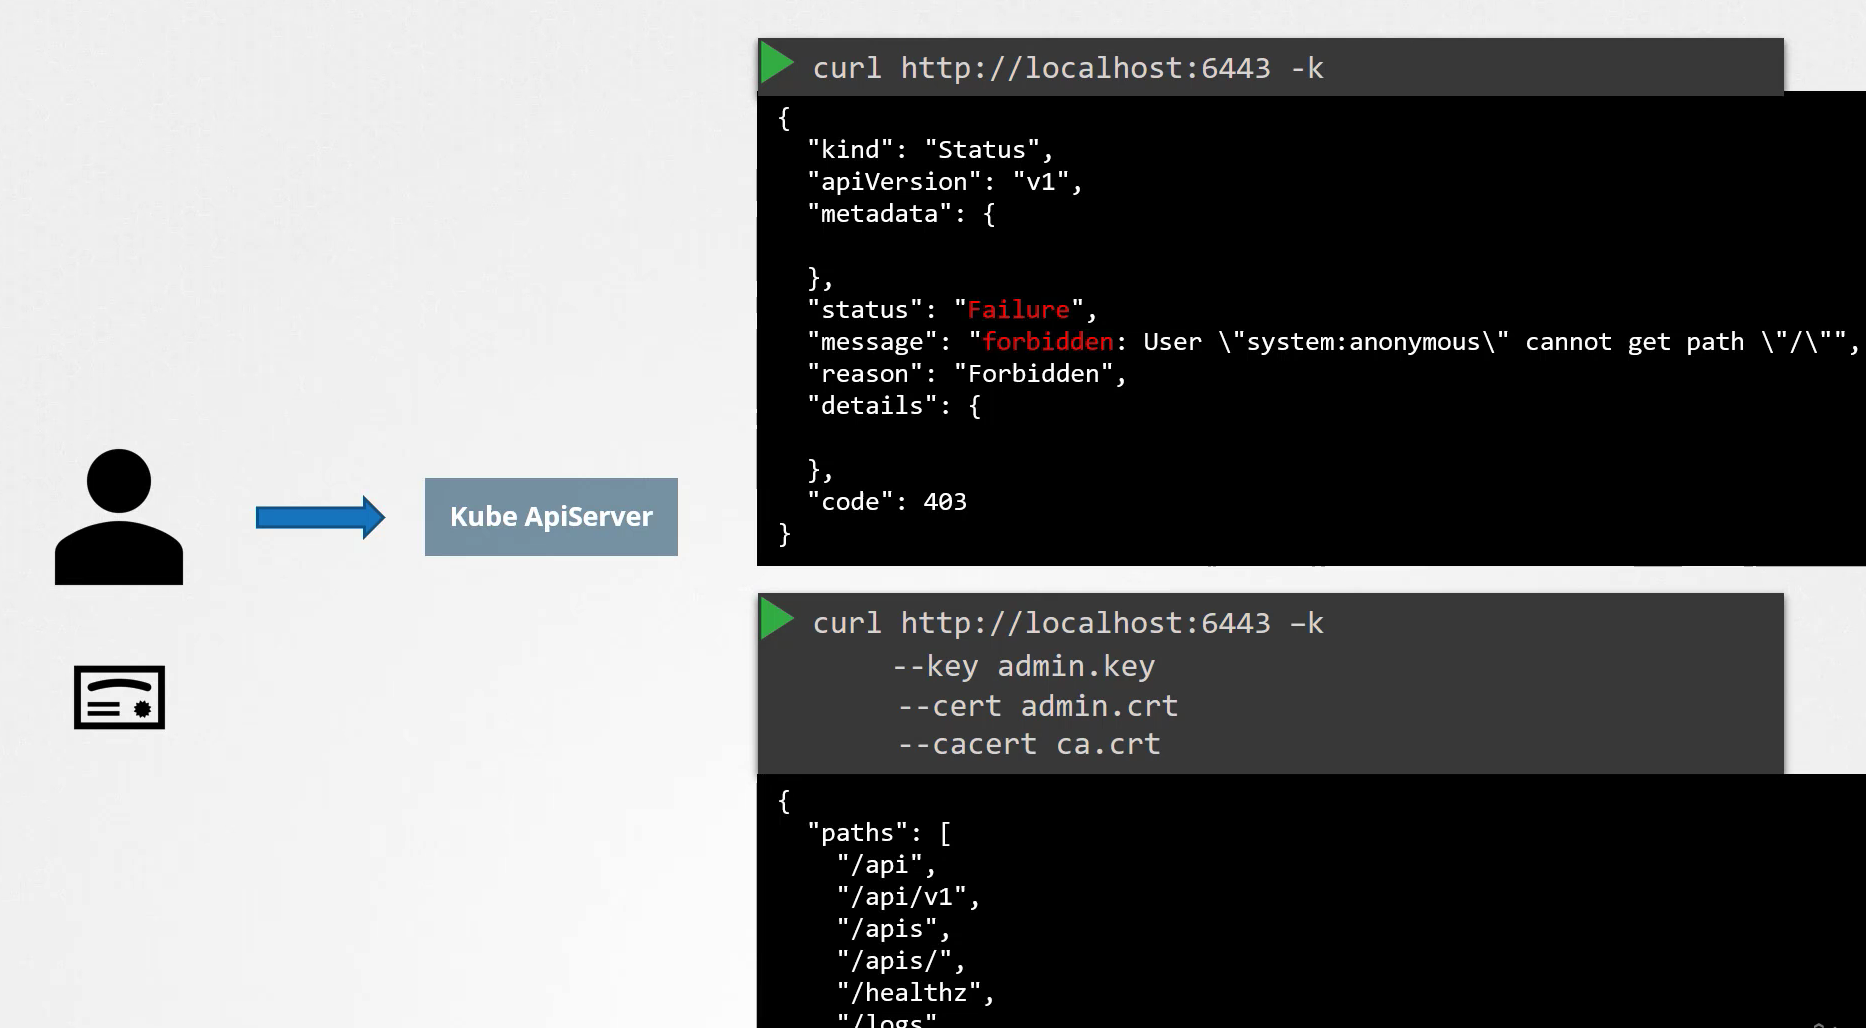 curl http://localhost:6443 -k
{
"kind": "Status",
"apiVersion": "v1",
"metadata": {
},
"status": "Failure",
"message": "forbidden: User \"system:anonymous\" cannot get path \"/\"",
"reason": "Forbidden",
"details": {
},
"code": 403
}
Kube ApiServer
curl http://localhost:6443 –k
--key admin.key
--cert admin.crt
--cacert ca.crt
{
"paths": [
"/api",
"/api/v1",
"/apis",
"/apis/",
"/healthz",
"/logs"